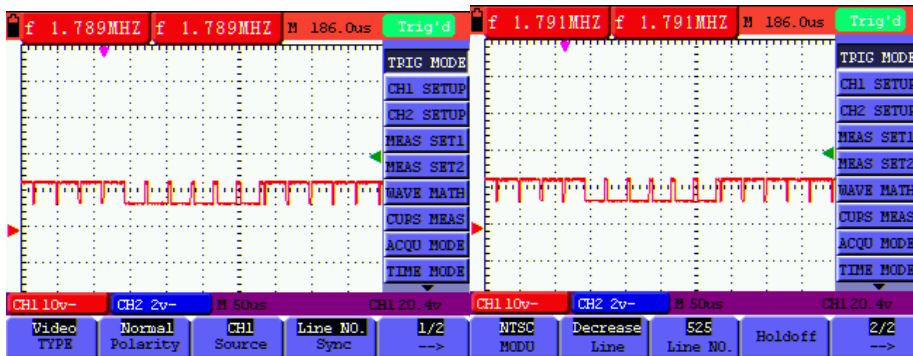 f 1.789MHZ f 1.789MHZ M 186.0us Trig'd
TRIG MODE
CH1 SETUP
CH2 SETUP
MEAS SET1
MEAS SET2
WAVE MATH
CUPS MEAS
ACQU MODE
TIME MODE
CH1 10v- CH2 2v- M 50us CH1 20.4v
Video Normal CH1 Line NO. 1/2
TYPE Polarity Source Sync -->
f 1.791MHZ f 1.791MHZ M 186.0us Trig'd
TRIG MODE
CH1 SETUP
CH2 SETUP
MEAS SET1
MEAS SET2
WAVE MATH
CUPS MEAS
ACQU MODE
TIME MODE
CH1 10v- CH2 2v- M 50us CH1 20.4v
NTSC Decrease 525 Holdoff 2/2
MODU Line Line NO. -->